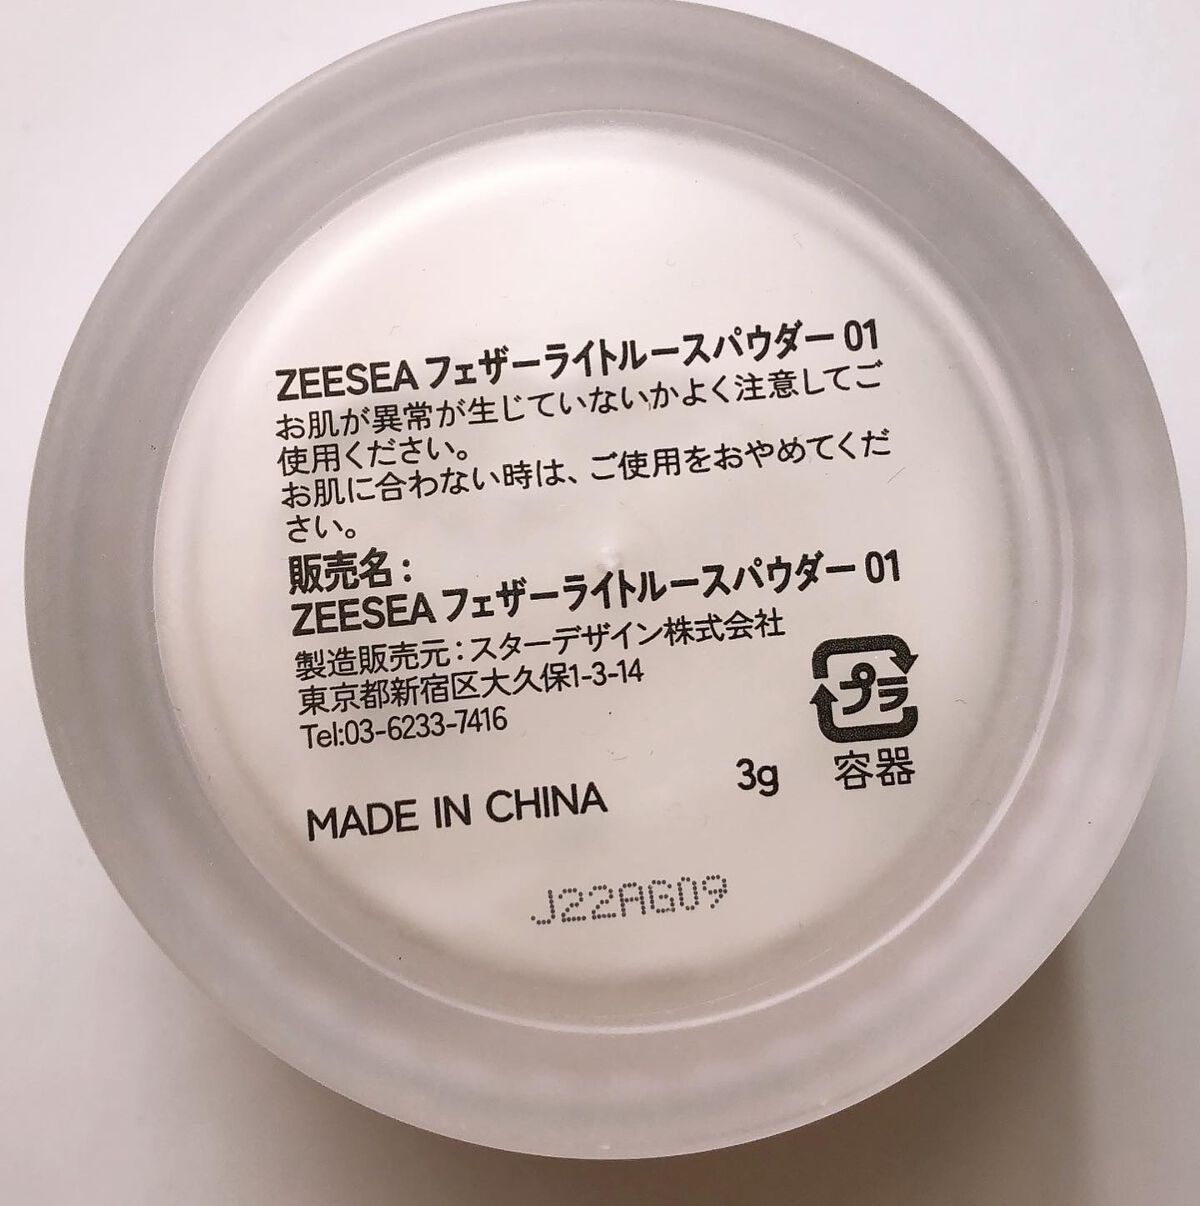 ZEESEA フェザーライトルースパウダー 01
お肌が異常が生じていないかよく注意してご
使用ください。
お肌に合わない時は、ご使用をおやめてくだ
さい。
販売名：
ZEESEA フェザーライトルースパウダー 01
製造販売元：スターデザイン株式会社
東京都新宿区大久保1-3-14
Tel:03-6233-7416
プラ
容器
3g
MADE IN CHINA
J22AG09